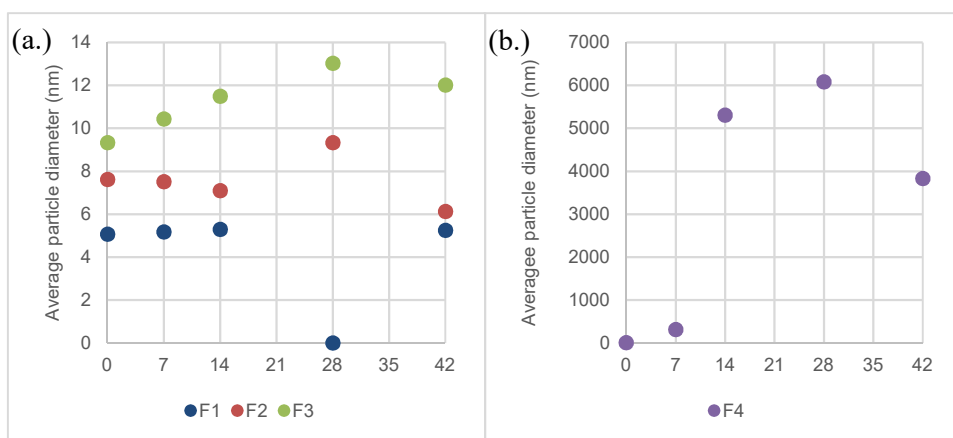 (a.)
Average particle diameter (nm)
14
12
10
8
6
4
2
0
0 7 14 21 28 35 42
F1 F2 F3
(b.)
Averagee particle diameter (nm)
7000
6000
5000
4000
3000
2000
1000
0
0 7 14 21 28 35 42
F4